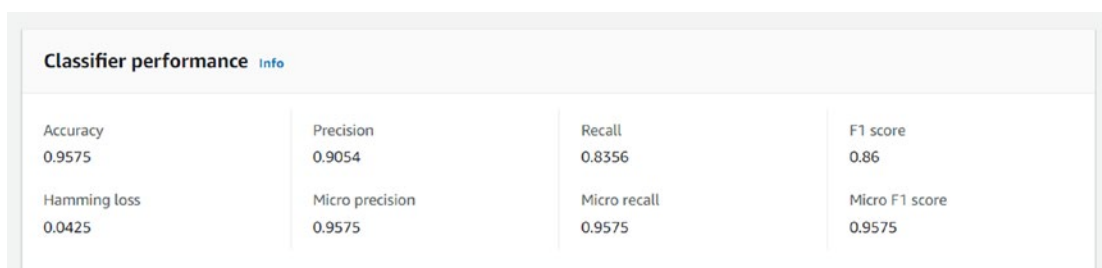 Classifier performance Info
Accuracy Precision Recall F1 score
0.9575 0.9054 0.8356 0.86
Hamming loss Micro precision Micro recall Micro F1 score
0.0425 0.9575 0.9575 0.9575